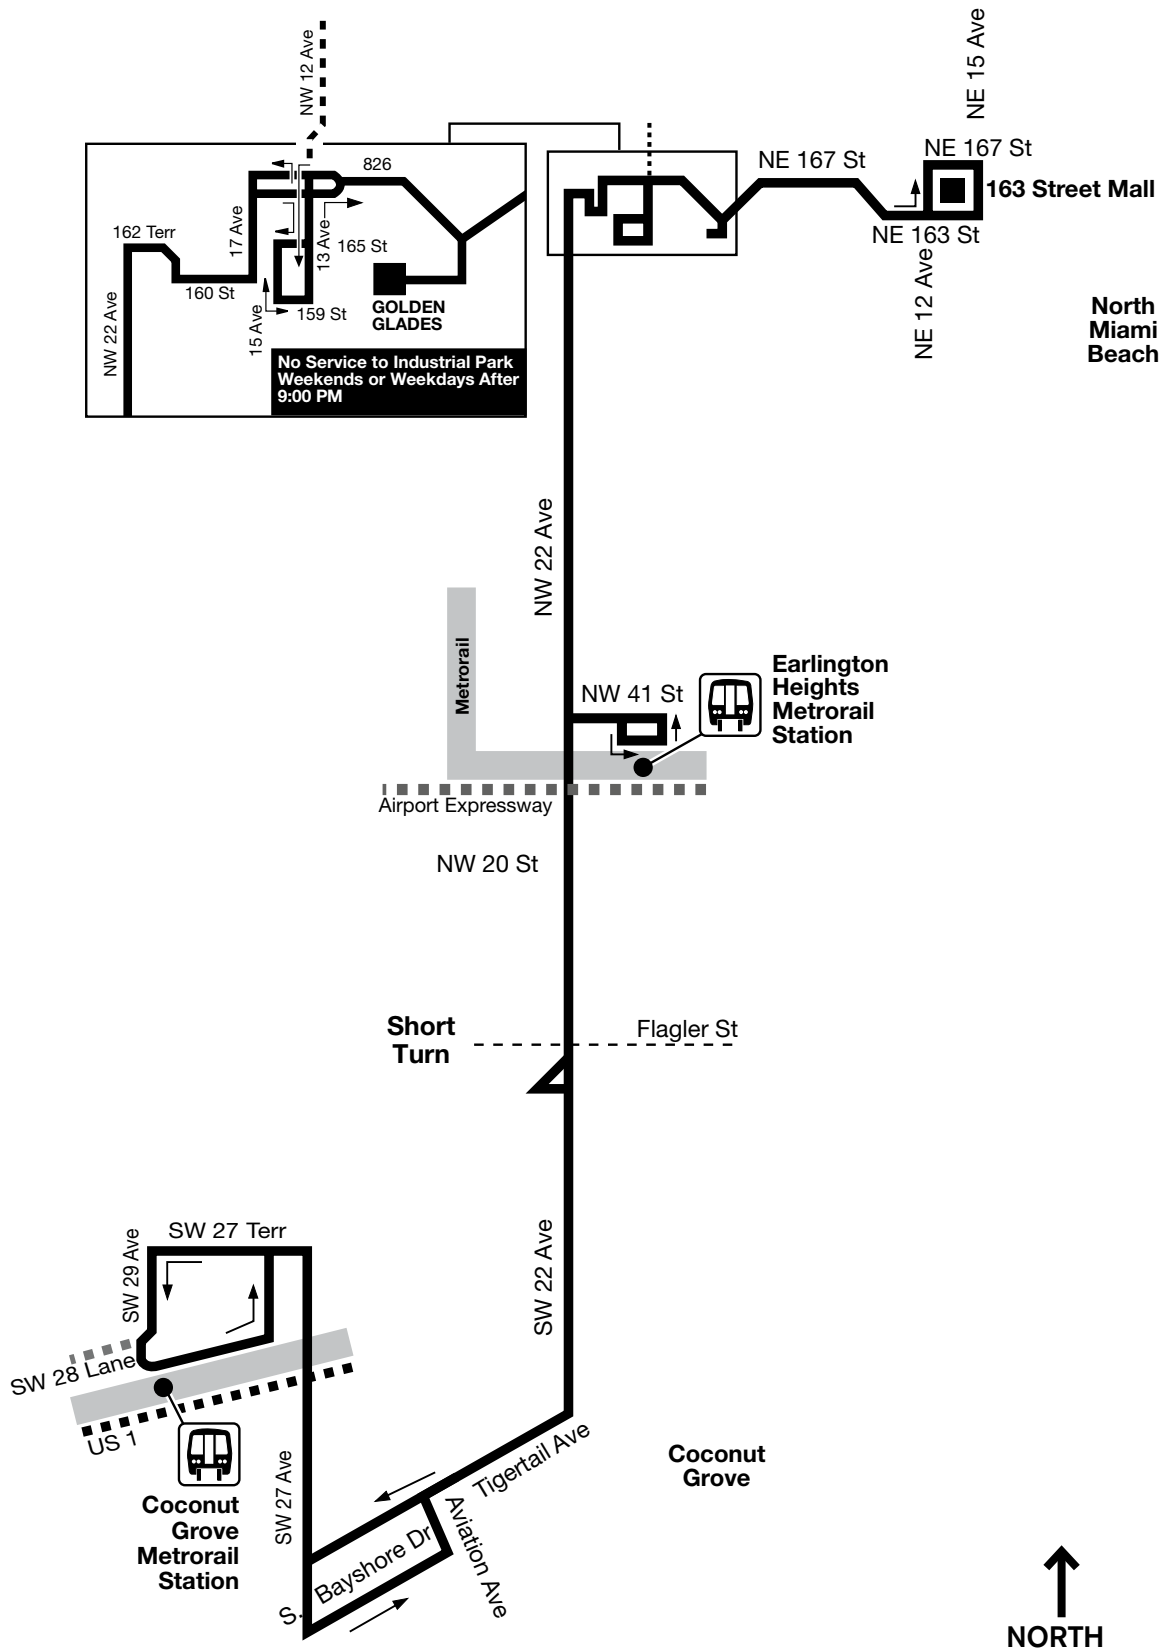 NE 15 Ave
NW 12 Ave
NE 167 St
NE 167 St
826
163 Street Mall
17 Ave
13 Ave
162 Terr
165 St
NE 163 St
160 St
NW 22 Ave
15 Ave
159 St
GOLDEN
GLADES
NE 12 Ave
North
Miami
Beach
No Service to Industrial Park
Weekends or Weekdays After
9:00 PM
NW 22 Ave
Metrorail
NW 41 St
Earlington
Heights
Metrorail
Station
Airport Expressway
NW 20 St
Short
Turn
Flagler St
SW 27 Terr
SW 29 Ave
SW 22 Ave
SW 28 Lane
US 1
Coconut
Grove
Metrorail
Station
SW 27 Ave
Tigertail Ave
Aviation Ave
S. Bayshore Dr
Coconut
Grove
NORTH